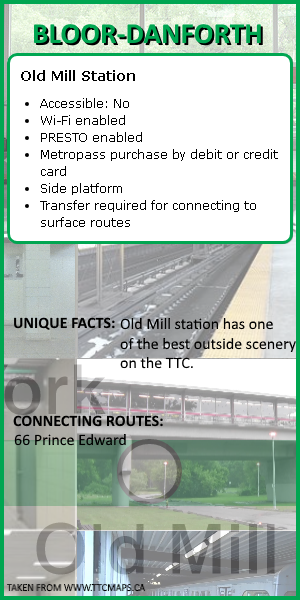 BLOOR-DANFORTH
Old Mill Station
• Accessible: No
• Wi-Fi enabled
• PRESTO enabled
• Metropass purchase by debit or credit
card
• Side platform
• Transfer required for connecting to
surface routes
UNIQUE FACTS: Old Mill station has one
of the best outside scenery
on the TTC.
ork
CONNECTING ROUTES:
66 Prince Edward
Old Mill
TAKEN FROM WWW.TTCMAPS.CA